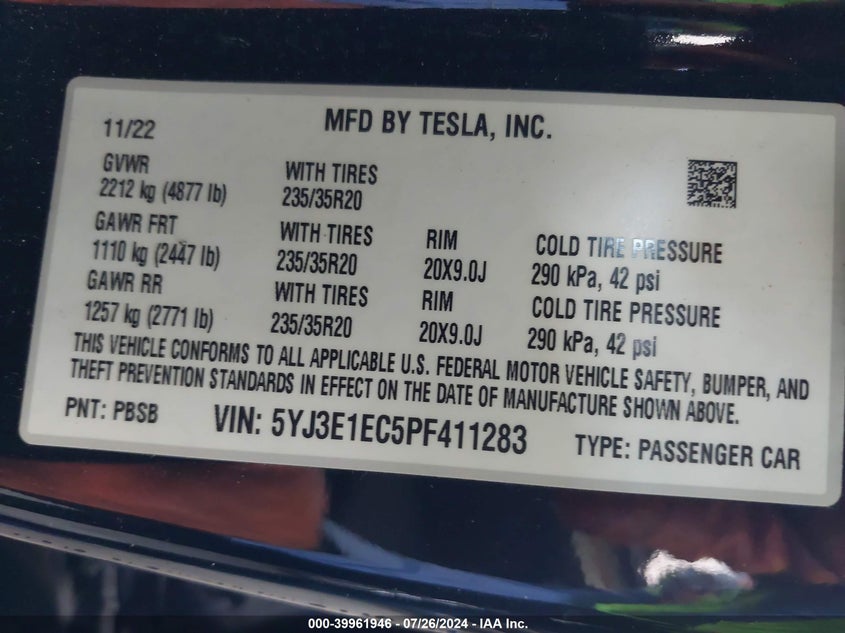 11/22 MFD BY TESLA, INC.
GVWR WITH TIRES
2212 kg (4877 lb) 235/35R20
GAWR FRT WITH TIRES RIM COLD TIRE PRESSURE
1110 kg (2447 lb) 235/35R20 20X9.0J 290 kPa, 42 psi
GAWR RR WITH TIRES RIM COLD TIRE PRESSURE
1257 kg (2771 lb) 235/35R20 20X9.0J 290 kPa, 42 psi
THIS VEHICLE CONFORMS TO ALL APPLICABLE U.S. FEDERAL MOTOR VEHICLE SAFETY, BUMPER, AND
THEFT PREVENTION STANDARDS IN EFFECT ON THE DATE OF MANUFACTURE SHOWN ABOVE.
PNT: PBSB VIN: 5YJ3E1EC5PF411283 TYPE: PASSENGER CAR
000-39961946 - 07/26/2024 - IAA Inc.